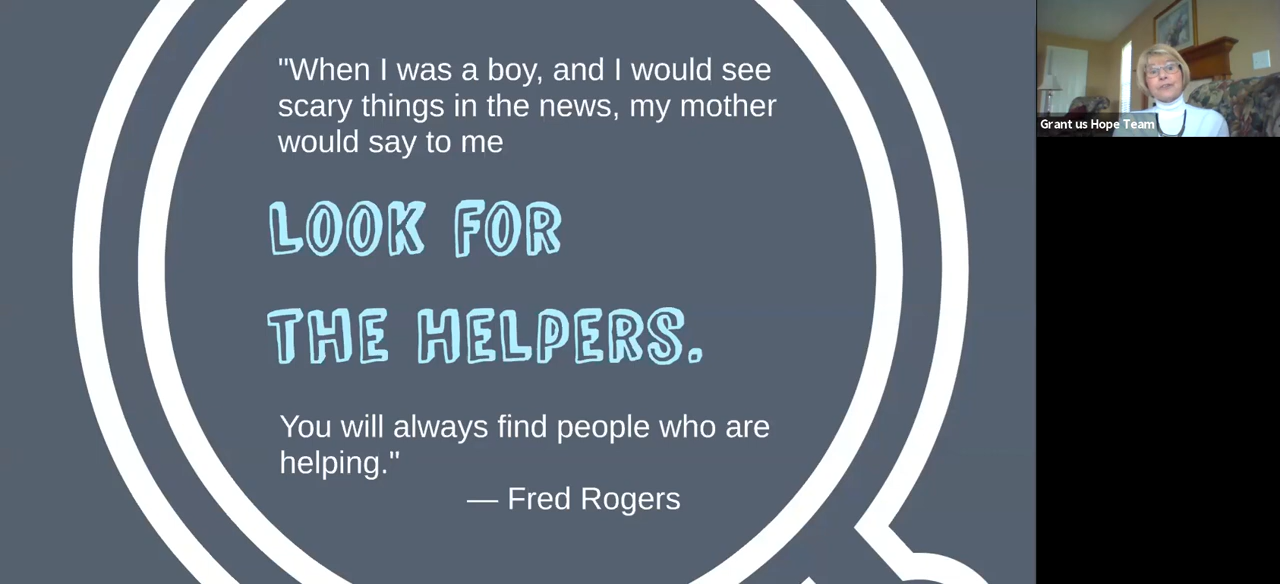 "When I was a boy, and I would see
scary things in the news, my mother
would say to me
LOOK FOR
THE HELPERS.
You will always find people who are
helping."
— Fred Rogers
Grant us Hope Team